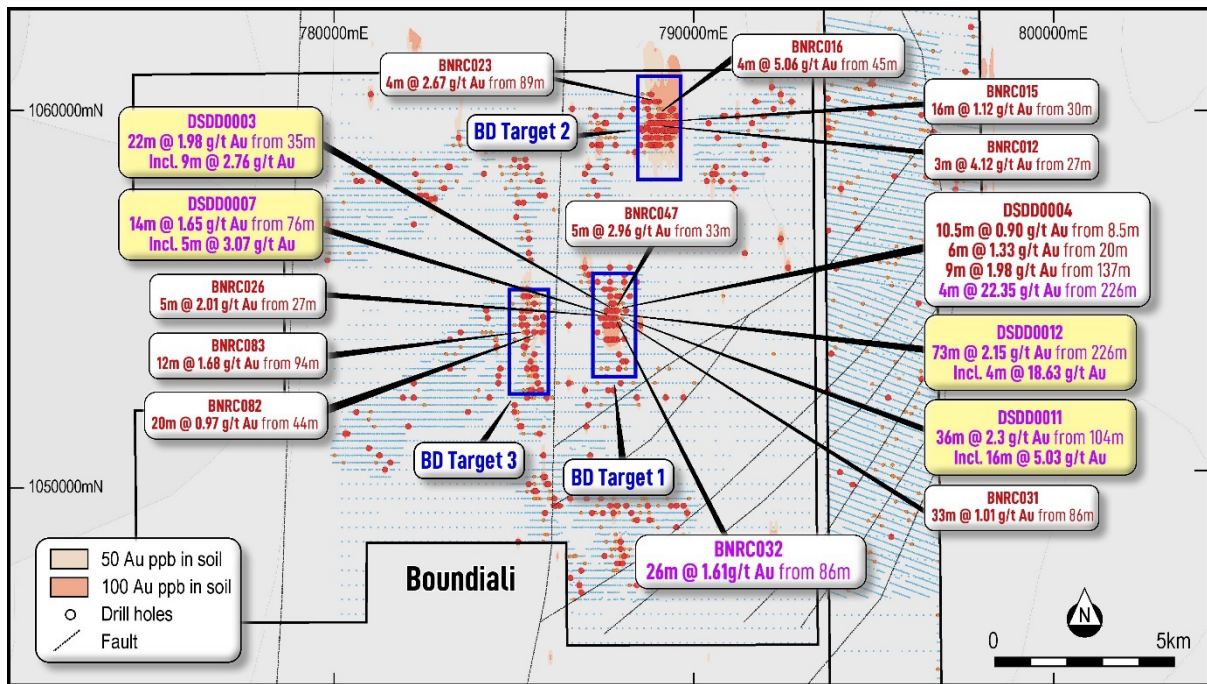 780000mE
790000mE
800000mE
1060000mN
1050000mN
BNRC023
4m @ 2.67 g/t Au from 89m
BNRC016
4m @ 5.06 g/t Au from 45m
BNRC015
16m @ 1.12 g/t Au from 30m
BNRC012
3m @ 4.12 g/t Au from 27m
BD Target 2
DSDD0003
22m @ 1.98 g/t Au from 35m
Incl. 9m @ 2.76 g/t Au
DSDD0007
14m @ 1.65 g/t Au from 76m
Incl. 5m @ 3.07 g/t Au
BNRC047
5m @ 2.96 g/t Au from 33m
DSDD0004
10.5m @ 0.90 g/t Au from 8.5m
6m @ 1.33 g/t Au from 20m
9m @ 1.98 g/t Au from 137m
4m @ 22.35 g/t Au from 226m
BNRC026
5m @ 2.01 g/t Au from 27m
BNRC083
12m @ 1.68 g/t Au from 94m
BNRC082
20m @ 0.97 g/t Au from 44m
DSDD0012
73m @ 2.15 g/t Au from 226m
Incl. 4m @ 18.63 g/t Au
DSDD0011
36m @ 2.3 g/t Au from 104m
Incl. 16m @ 5.03 g/t Au
BNRC031
33m @ 1.01 g/t Au from 86m
BD Target 3
BD Target 1
BNRC032
26m @ 1.61g/t Au from 86m
Boundiali
50 Au ppb in soil
100 Au ppb in soil
Drill holes
Fault
N
0
5km